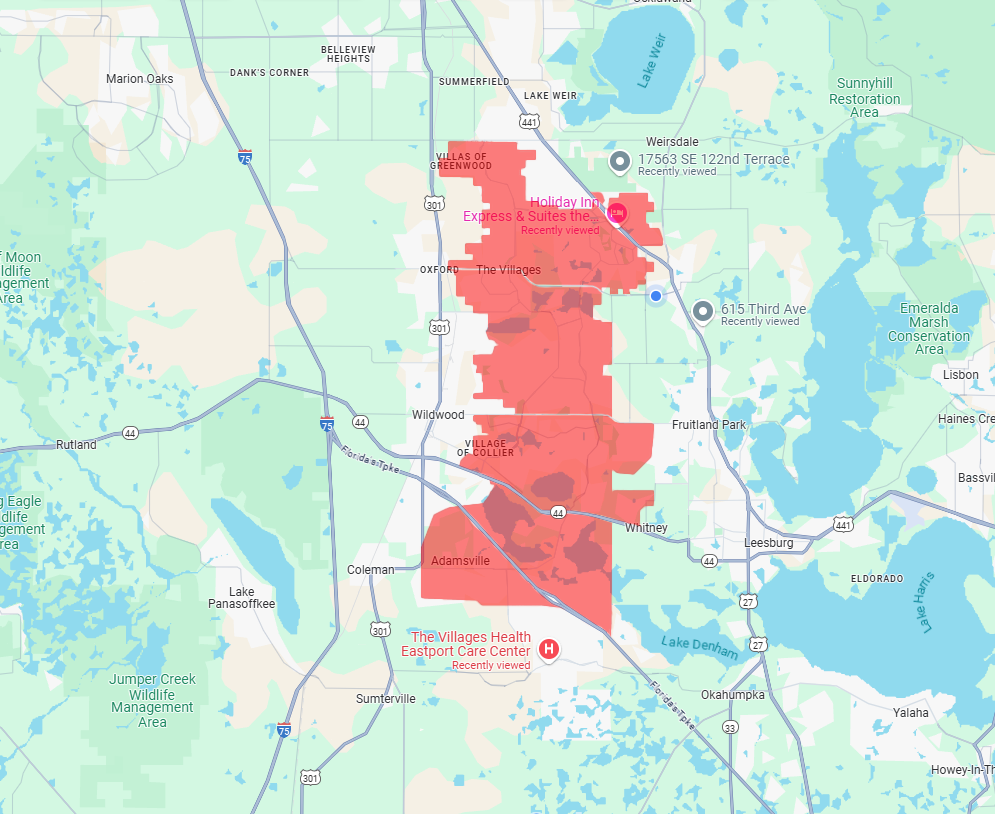 Ocklawaha
Marion Oaks
BELLEVIEW
HEIGHTS
DANK'S CORNER
SUMMERFIELD
LAKE WEIR
Lake Weir
Sunnyhill
Restoration
Area
441
Weirsdale
75
VILLAS OF
GREENWOOD
17563 SE 122nd Terrace
Recently viewed
301
Holiday Inn
Express & Suites the...
Recently viewed
f Moon
ildlife
agement
Area
OXFORD
The Villages
615 Third Ave
Recently viewed
Emeralda
Marsh
Conservation
Area
301
Lisbon
Wildwood
Fruitland Park
Haines Cre
44
44
75
Rutland
Florida's Tpke
VILLAGE
OF COLLIER
Bassvil
g Eagle
ildlife
gement
rea
44
Whitney
441
Leesburg
Adamsville
Coleman
44
ELDORADO
Lake
Panasoffkee
27
Lake Harris
301
27
The Villages Health
Eastport Care Center
Recently viewed
H
Lake Denham
Jumper Creek
Wildlife
Management
Area
Sumterville
Florida's Tpke
Okahumpka
Yalaha
33
75
301
Howey-In-Th